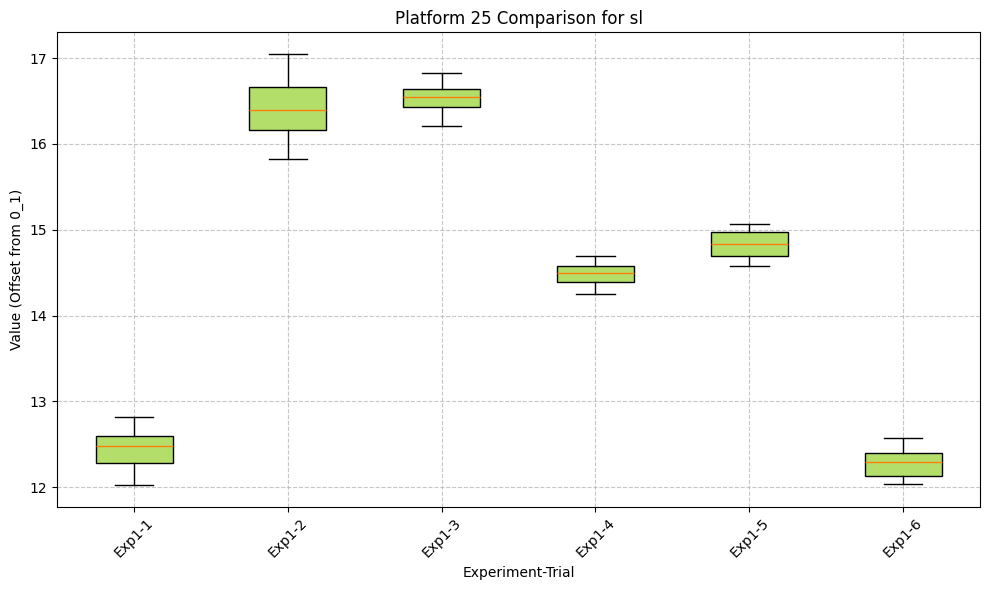 Platform 25 Comparison for sl
Value (Offset from 0_1)
17
16
15
14
13
12
Exp1-1
Exp1-2
Exp1-3
Exp1-4
Exp1-5
Exp1-6
Experiment-Trial